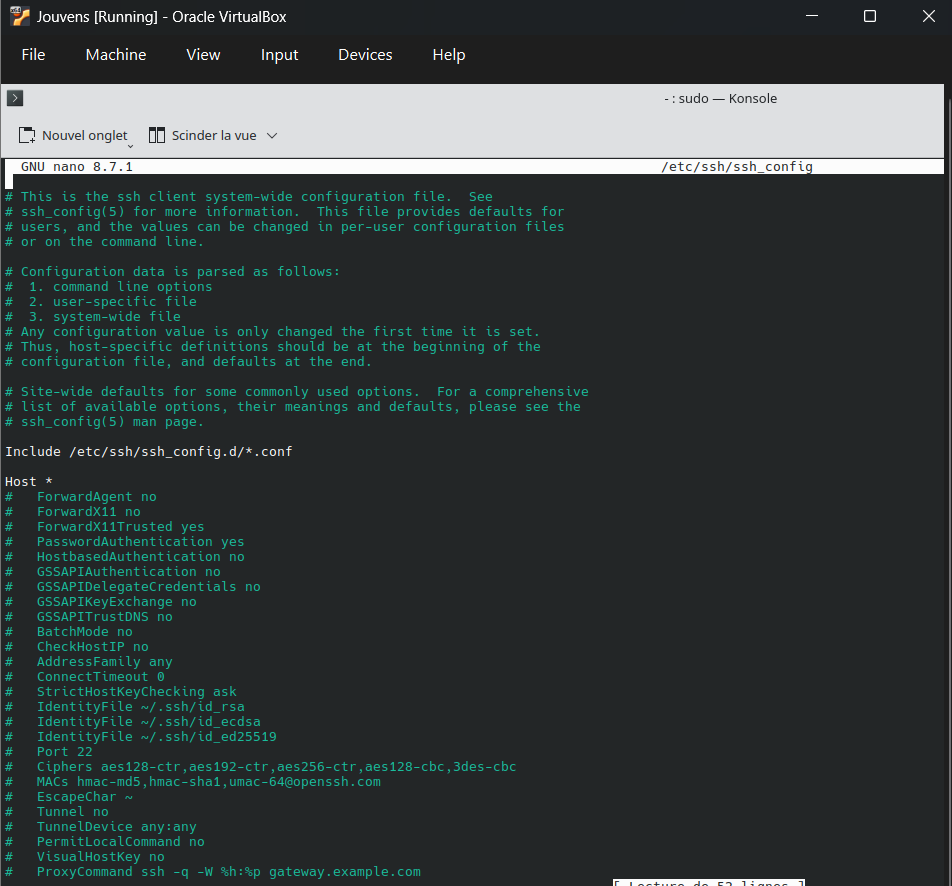 Jouvens [Running] - Oracle VirtualBox
File Machine View Input Devices Help
- : sudo — Konsole
Nouvel onglet Scinder la vue
GNU nano 8.7.1 /etc/ssh/ssh_config
# This is the ssh client system-wide configuration file.  See
# ssh_config(5) for more information.  This file provides defaults for
# users, and the values can be changed in per-user configuration files
# or on the command line.
# Configuration data is parsed as follows:
#  1. command line options
#  2. user-specific file
#  3. system-wide file
# Any configuration value is only changed the first time it is set.
# Thus, host-specific definitions should be at the beginning of the
# configuration file, and defaults at the end.
# Site-wide defaults for some commonly used options.  For a comprehensive
# list of available options, their meanings and defaults, please see the
# ssh_config(5) man page.
Include /etc/ssh/ssh_config.d/*.conf
Host *
#   ForwardAgent no
#   ForwardX11 no
#   ForwardX11Trusted yes
#   PasswordAuthentication yes
#   HostbasedAuthentication no
#   GSSAPIAuthentication no
#   GSSAPIDelegateCredentials no
#   GSSAPIKeyExchange no
#   GSSAPITrustDNS no
#   BatchMode no
#   CheckHostIP no
#   AddressFamily any
#   ConnectTimeout 0
#   StrictHostKeyChecking ask
#   IdentityFile ~/.ssh/id_rsa
#   IdentityFile ~/.ssh/id_ecdsa
#   IdentityFile ~/.ssh/id_ed25519
#   Port 22
#   Ciphers aes128-ctr,aes192-ctr,aes256-ctr,aes128-cbc,3des-cbc
#   MACs hmac-md5,hmac-sha1,umac-64@openssh.com
#   EscapeChar ~
#   Tunnel no
#   TunnelDevice any:any
#   PermitLocalCommand no
#   VisualHostKey no
#   ProxyCommand ssh -q -W %h:%p gateway.example.com
[ Lecture de 52 lignes ]